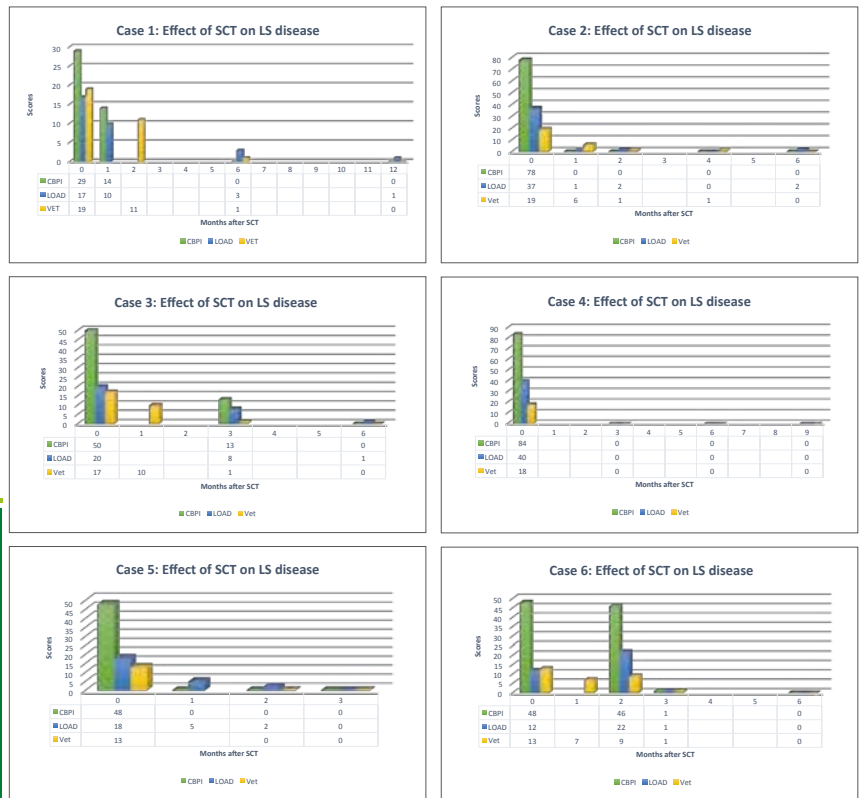 Case 1: Effect of SCT on LS disease
30
25
20
15
10
5
0
Scores
0 1 2 3 4 5 6 7 8 9 10 11 12
CBPI 29 14 0 0
LOAD 17 10 3 1
VET 19 11 1 0
Months after SCT
CBPI LOAD VET
Case 2: Effect of SCT on LS disease
80
70
60
50
40
30
20
10
0
Scores
0 1 2 3 4 5 6
CBPI 78 0 0 0 0
LOAD 37 1 2 0 2
Vet 19 6 1 1 0
Months after SCT
CBPI LOAD Vet
Case 3: Effect of SCT on LS disease
50
45
40
35
30
25
20
15
10
5
0
Scores
0 1 2 3 4 5 6
CBPI 50 13 0
LOAD 20 8 1
Vet 17 10 1 0
Months after SCT
CBPI LOAD Vet
Case 4: Effect of SCT on LS disease
90
80
70
60
50
40
30
20
10
0
Scores
0 1 2 3 4 5 6 7 8 9
CBPI 84 0 0 0
LOAD 40 0 0 0
Vet 18 0 0 0
Months after SCT
CBPI LOAD Vet
Case 5: Effect of SCT on LS disease
50
45
40
35
30
25
20
15
10
5
0
Scores
0 1 2 3
CBPI 48 0 0 0
LOAD 18 5 2 0
Vet 13 0 0
Months after SCT
CBPI LOAD Vet
Case 6: Effect of SCT on LS disease
50
45
40
35
30
25
20
15
10
5
0
Scores
0 1 2 3 4 5 6
CBPI 48 46 1 0
LOAD 12 22 1 0
Vet 13 7 9 1 0
Months after SCT
CBPI LOAD Vet